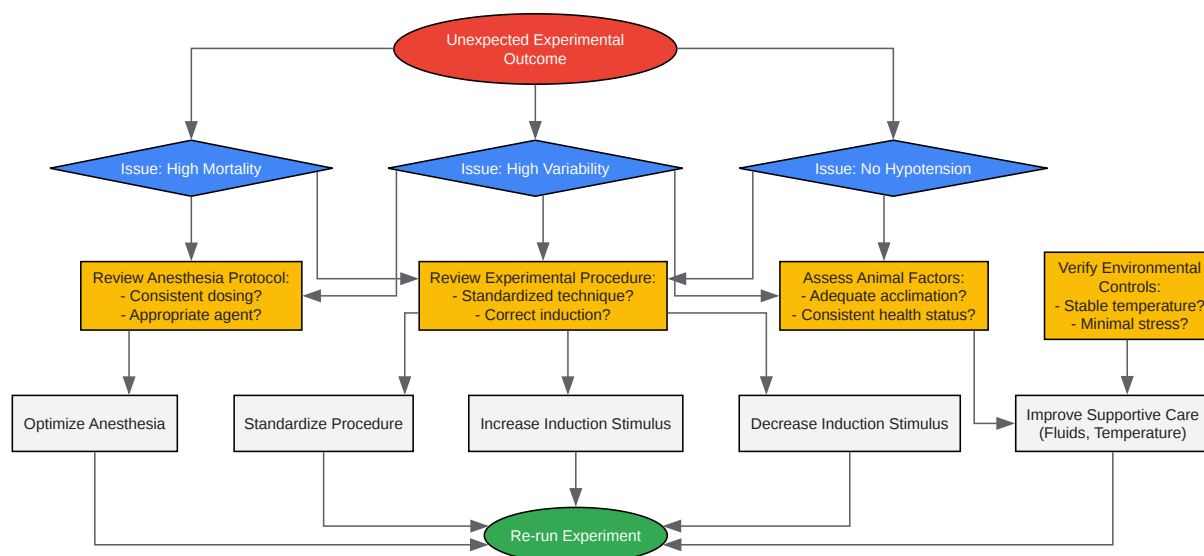 Unexpected Experimental
Outcome
Issue: High Mortality
Issue: High Variability
Issue: No Hypotension
Review Anesthesia Protocol:
- Consistent dosing?
- Appropriate agent?
Review Experimental Procedure:
- Standardized technique?
- Correct induction?
Assess Animal Factors:
- Adequate acclimation?
- Consistent health status?
Verify Environmental
Controls:
- Stable temperature?
- Minimal stress?
Optimize Anesthesia
Standardize Procedure
Increase Induction Stimulus
Decrease Induction Stimulus
Improve Supportive Care
(Fluids, Temperature)
Re-run Experiment